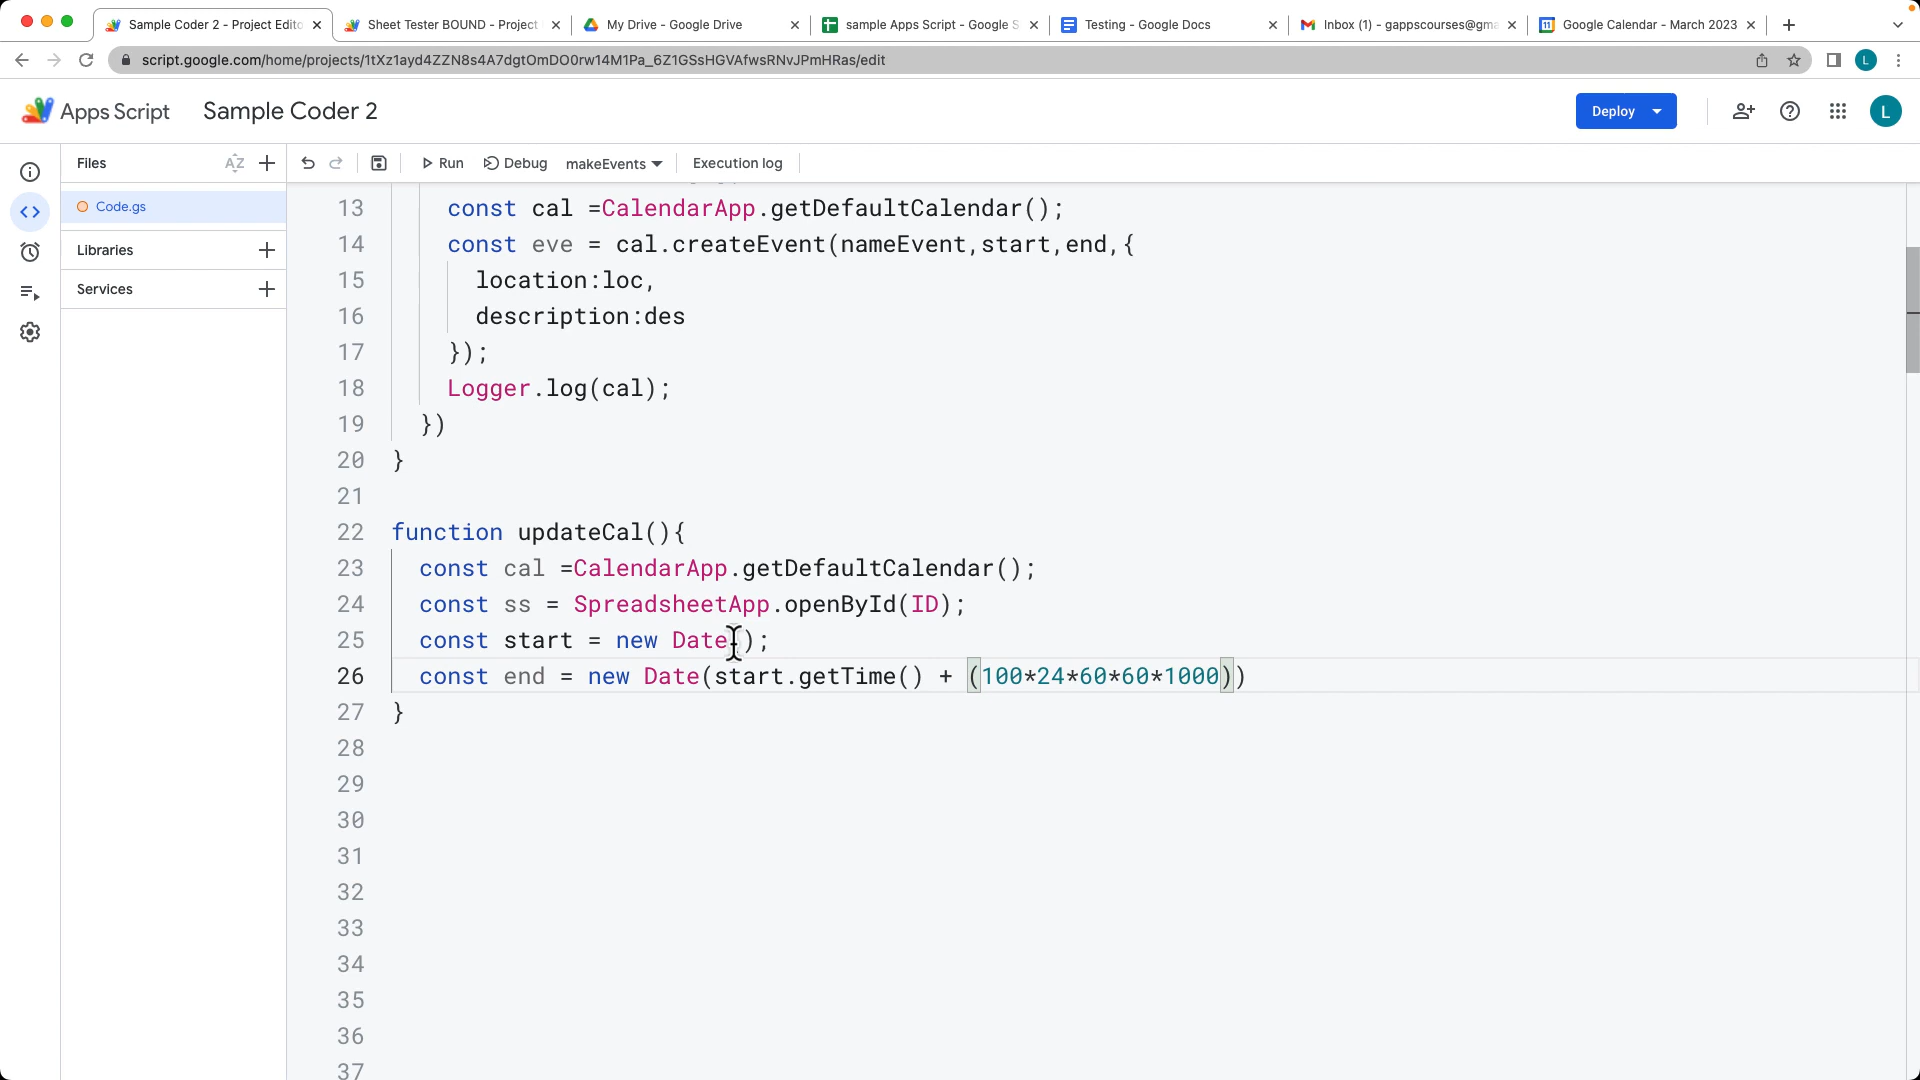 Sample Coder 2 - Project Edito
Sheet Tester BOUND - Project
My Drive - Google Drive
sample Apps Script - Google S
Testing - Google Docs
Inbox (1) - gappscourses@gma
Google Calendar - March 2023
script.google.com/home/projects/1tXz1ayd4ZZN8s4A7dgtOmDO0rw14M1Pa_6Z1GSsHGVAfwsRNvJPmHRas/edit
L
Apps Script
Sample Coder 2
Deploy
L
Files
AZ
Run
Debug
makeEvents
Execution log
Code.gs
Libraries
Services
13 const cal =CalendarApp.getDefaultCalendar();
14 const eve = cal.createEvent(nameEvent,start,end,{
15 location:loc,
16 description:des
17 });
18 Logger.log(cal);
19 })
20 }
21
22 function updateCal(){
23 const cal =CalendarApp.getDefaultCalendar();
24 const ss = SpreadsheetApp.openById(ID);
25 const start = new Date();
26 const end = new Date(start.getTime() + (100*24*60*60*1000))
27 }
28
29
30
31
32
33
34
35
36
37